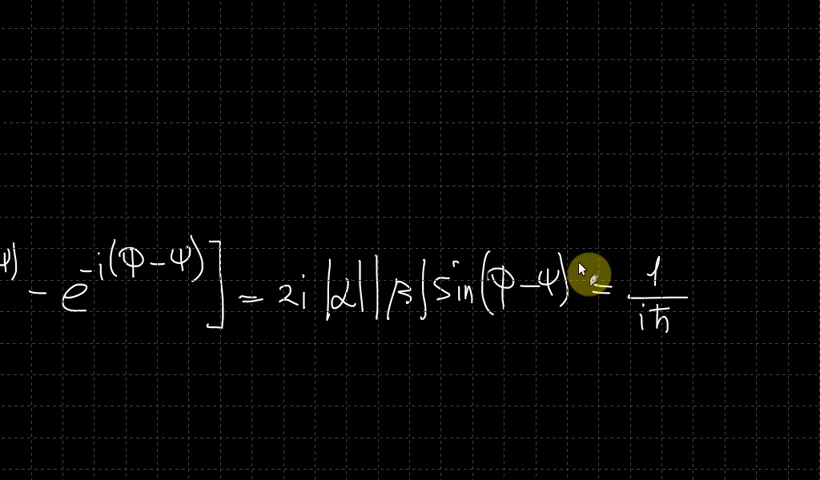 ψ) - e^{-i(φ-ψ)}] = 2i |α||β| sin(φ-ψ) = 1/(iħ)